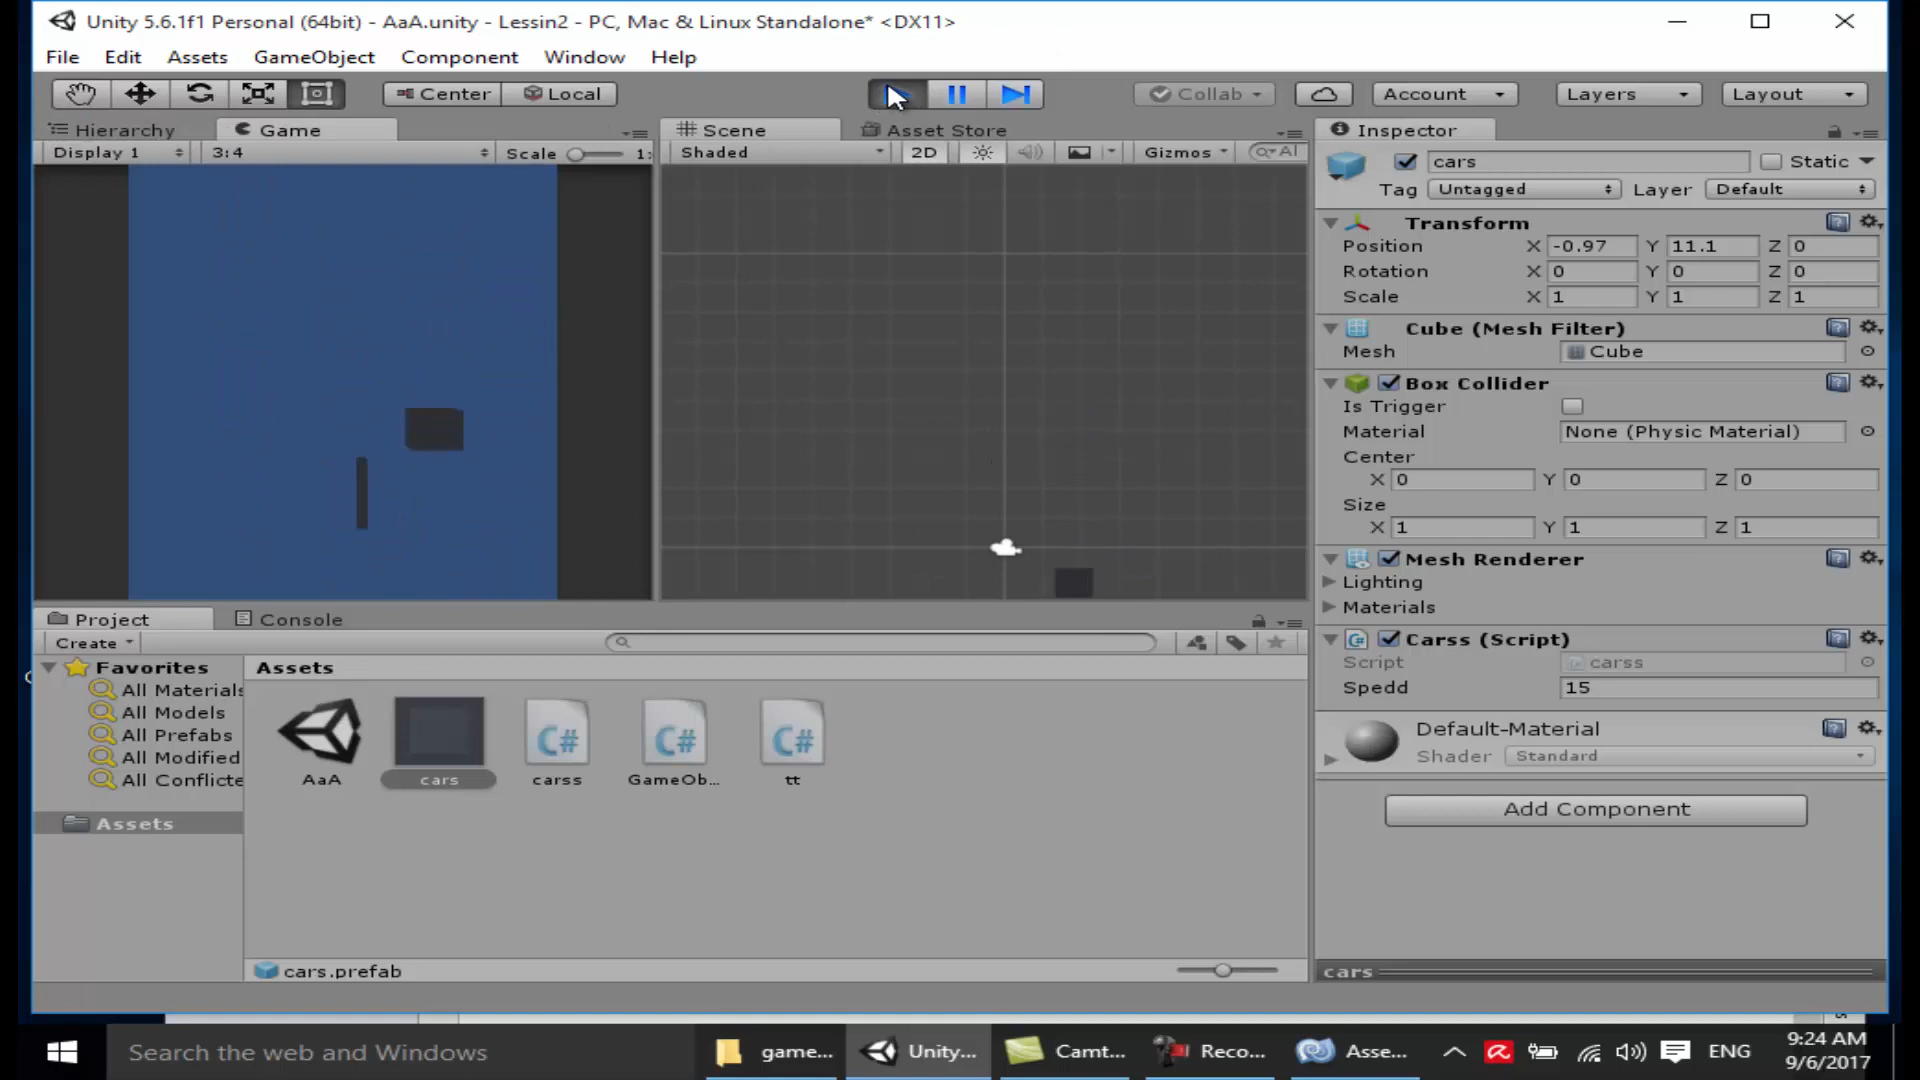 Unity 5.6.1f1 Personal (64bit) - AaA.unity - Lessin2 - PC, Mac & Linux Standalone* <DX11>
File Edit Assets GameObject Component Window Help
Center Local Collab Account Layers Layout
Hierarchy Game Scene Asset Store Inspector
Display 1 3:4 Scale 1: Shaded 2D Gizmos All
cars Static
Tag Untagged Layer Default
Transform
Position X -0.97 Y 11.1 Z 0
Rotation X 0 Y 0 Z 0
Scale X 1 Y 1 Z 1
Cube (Mesh Filter)
Mesh Cube
Box Collider
Is Trigger
Material None (Physic Material)
Center
X 0 Y 0 Z 0
Size
X 1 Y 1 Z 1
Mesh Renderer
Lighting
Materials
Carss (Script)
Script carss
Spedd 15
Default-Material
Shader Standard
Add Component
cars
Project Console
Create
Favorites
All Materials
All Models
All Prefabs
All Modified
All Conflicte
Assets
Assets
AaA cars carss GameOb... tt
cars.prefab
Search the web and Windows
game... Unity... Camt... Reco... Asse... ENG
9:24 AM
9/6/2017